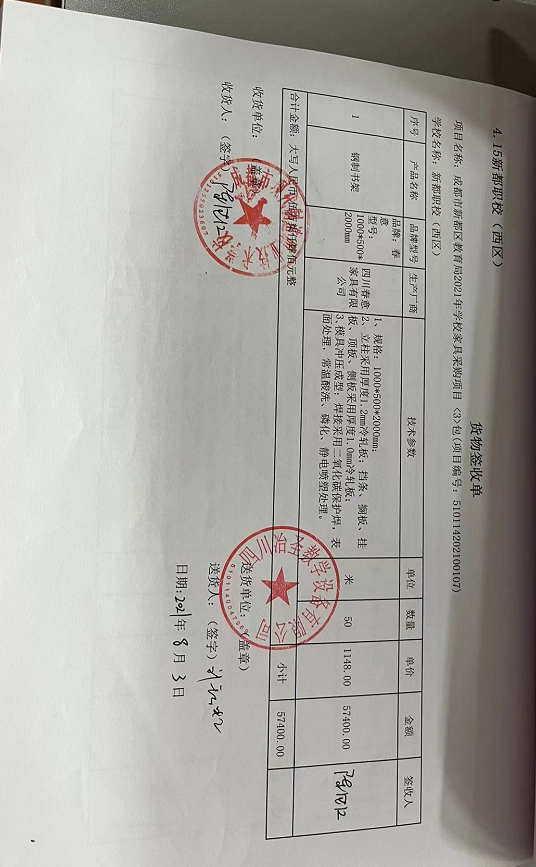 4.15新都职校（西区）
货物签收单
项目名称：成都市新都区教育局2021年学校家具采购项目<3>包(项目编号：510114202100107)
学校名称：新都职校（西区）
序号 产品名称 品牌型号 生产厂商 技术参数 单位 数量 单价 金额 签收人
1 钢制书架 品牌：春意 型号：1000*500*2000mm 四川春意家具有限公司
1、规格：1000*500*2000mm；
2、立柱采用厚度1.2mm冷轧板；挡条、搁板、挂
板、顶板、侧板采用厚度1.0mm冷轧板；
3、模具冲压成型；焊接采用二氧化碳保护焊，表
面处理，常温酸洗、磷化、静电喷塑处理。
米 50 1148.00 57400.00
小计 57400.00
合计金额：大写人民币 伍万柒仟肆佰元整
收货单位：（盖章）
送货单位：（盖章）
收货人：（签字）
送货人：（签字）
日期：2021年8月3日
5101140047900